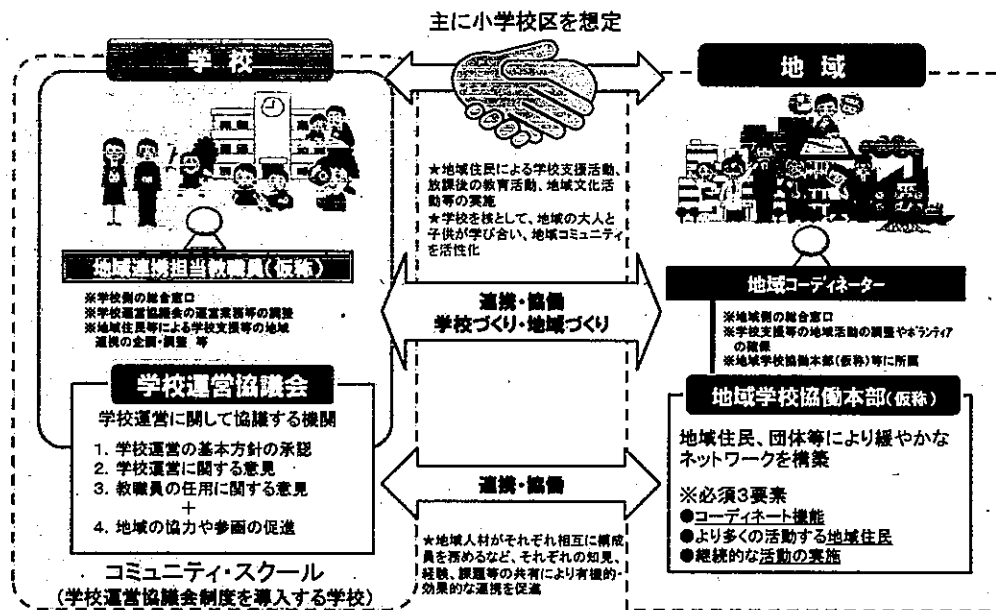 主に小学校区を想定
学校
地域連携担当教職員(仮称)
※学校側の総合窓口
※学校運営協議会の運営業務等の調整
※地域住民等による学校支援等の地域
連携の企画・調整 等
学校運営協議会
学校運営に関して協議する機関
1. 学校運営の基本方針の承認
2. 学校運営に関する意見
3. 教職員の任用に関する意見
+
4. 地域の協力や参画の促進
コミュニティ・スクール
(学校運営協議会制度を導入する学校)
★地域住民による学校支援活動、
放課後の教育活動、地域文化活
動等の実施
★学校を核として、地域の大人と
子供が学び合い、地域コミュニティ
を活性化
連携・協働
学校づくり・地域づくり
連携・協働
★地域人材がそれぞれ相互に構成
員を務めるなど、それぞれの知見、
経験、課題等の共有により有機的・
効果的な連携を促進
地域
地域コーディネーター
※地域側の総合窓口
※学校支援等の地域活動の調整やボランティア
の確保
※地域学校協働本部(仮称)等に所属
地域学校協働本部(仮称)
地域住民、団体等により緩やかな
ネットワークを構築
※必須3要素
●コーディネート機能
●より多くの活動する地域住民
●継続的な活動の実施